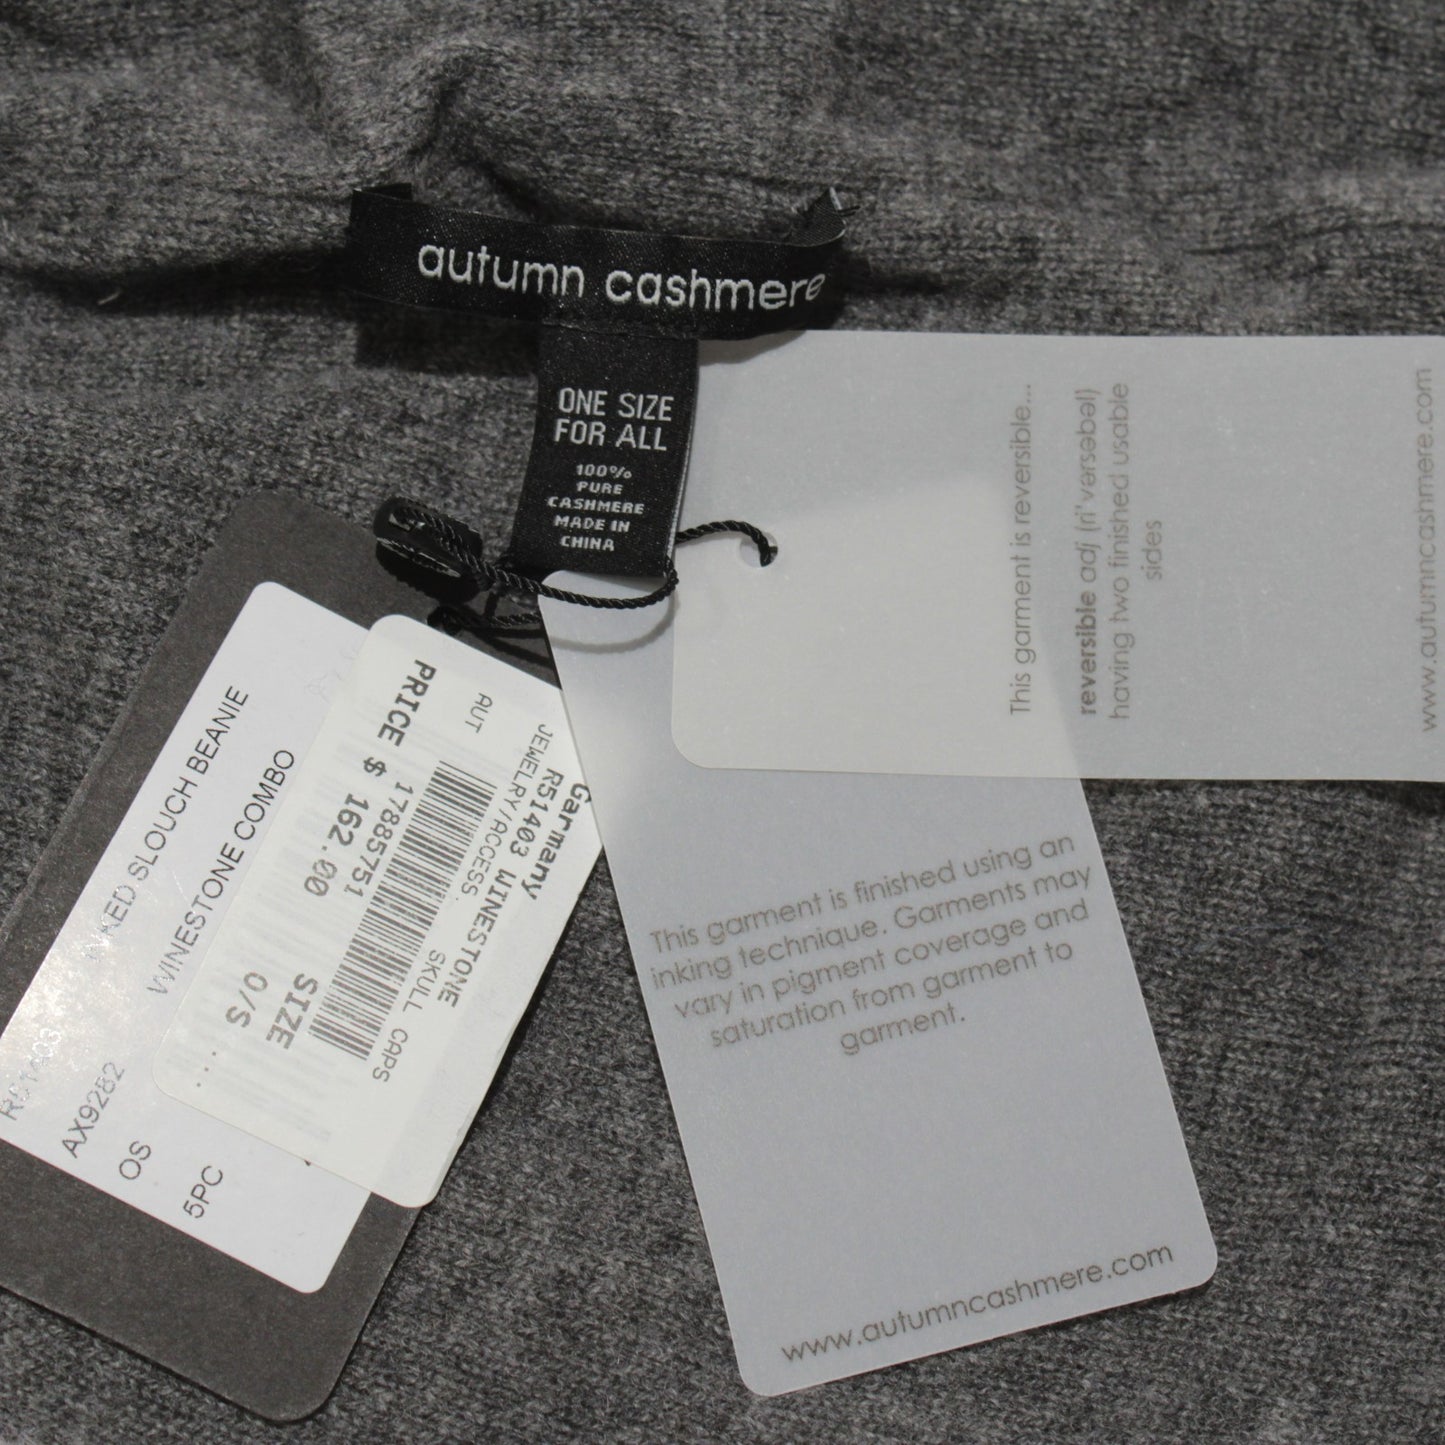 autumn cashmere
ONE SIZE
FOR ALL
100%
PURE
CASHMERE
MADE IN
CHINA
This garment is reversible...
reversible adj (ri'vərsəbəl)
having two finished usable
sides
www.autumncashmere.com
This garment is finished using an
inking technique. Garments may
vary in pigment coverage and
saturation from garment to
garment.
www.autumncashmere.com
Garmany
R51403 WINESTONE
JEWELRY/ACCESS. SKULL CAPS
AUT
17885751
PRICE SIZE
$ 162.00 O/S
...
R51403 INKED SLOUCH BEANIE
AX9282 WINESTONE COMBO
OS
5PC